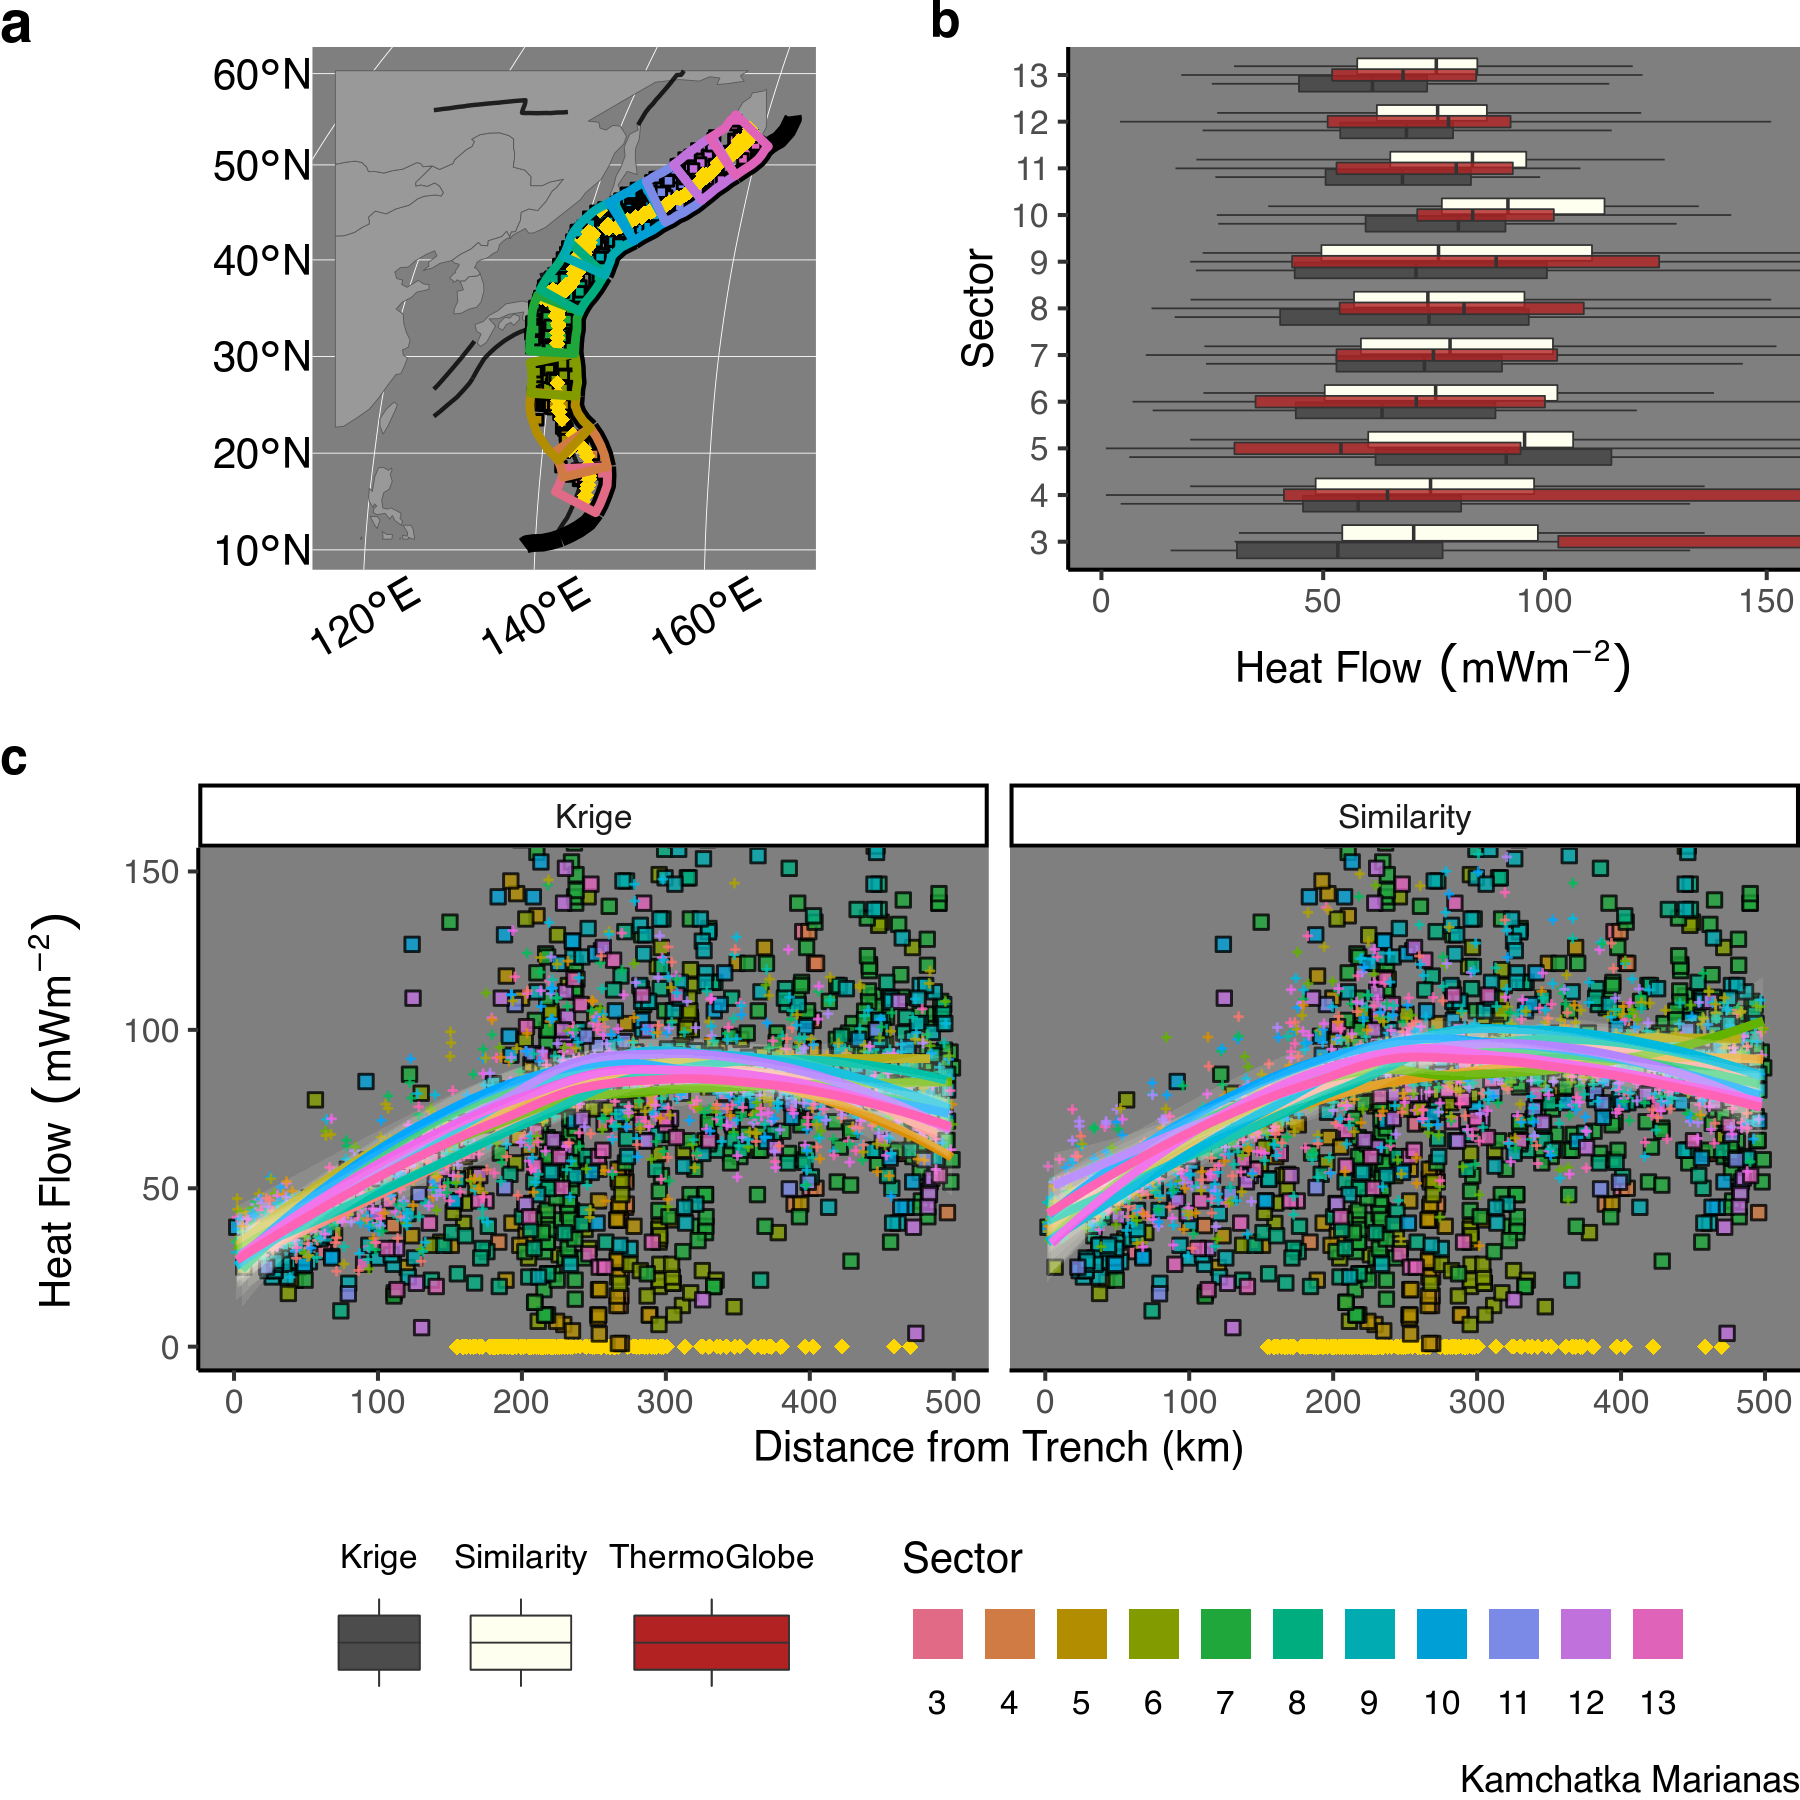 a
60°N
50°N
40°N
30°N
20°N
10°N
120°E
140°E
160°E
b
Sector
13
12
11
10
9
8
7
6
5
4
3
0 50 100 150
Heat Flow (mWm−2)
c
Krige Similarity
Heat Flow (mWm−2)
150
100
50
0
0 100 200 300 400 500 0 100 200 300 400 500
Distance from Trench (km)
Krige Similarity ThermoGlobe
Sector
3 4 5 6 7 8 9 10 11 12 13
Kamchatka Marianas